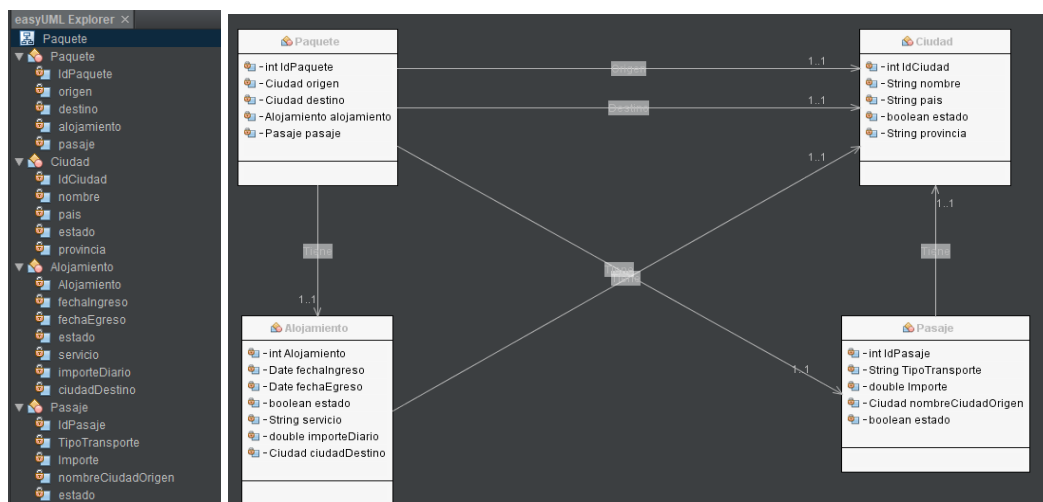 easyUML Explorer ×
Paquete
Paquete
IdPaquete
origen
destino
alojamiento
pasaje
Ciudad
IdCiudad
nombre
pais
estado
provincia
Alojamiento
Alojamiento
fechaIngreso
fechaEgreso
estado
servicio
importeDiario
ciudadDestino
Pasaje
IdPasaje
TipoTransporte
Importe
nombreCiudadOrigen
estado
Paquete
- int IdPaquete
- Ciudad origen
- Ciudad destino
- Alojamiento alojamiento
- Pasaje pasaje
Origen
1..1
Destino
1..1
1..1
Ciudad
- int IdCiudad
- String nombre
- String pais
- boolean estado
- String provincia
1..1
Tiene
Tiene
Tiene
1..1
Alojamiento
- int Alojamiento
- Date fechaIngreso
- Date fechaEgreso
- boolean estado
- String servicio
- double importeDiario
- Ciudad ciudadDestino
1..1
Pasaje
- int IdPasaje
- String TipoTransporte
- double Importe
- Ciudad nombreCiudadOrigen
- boolean estado